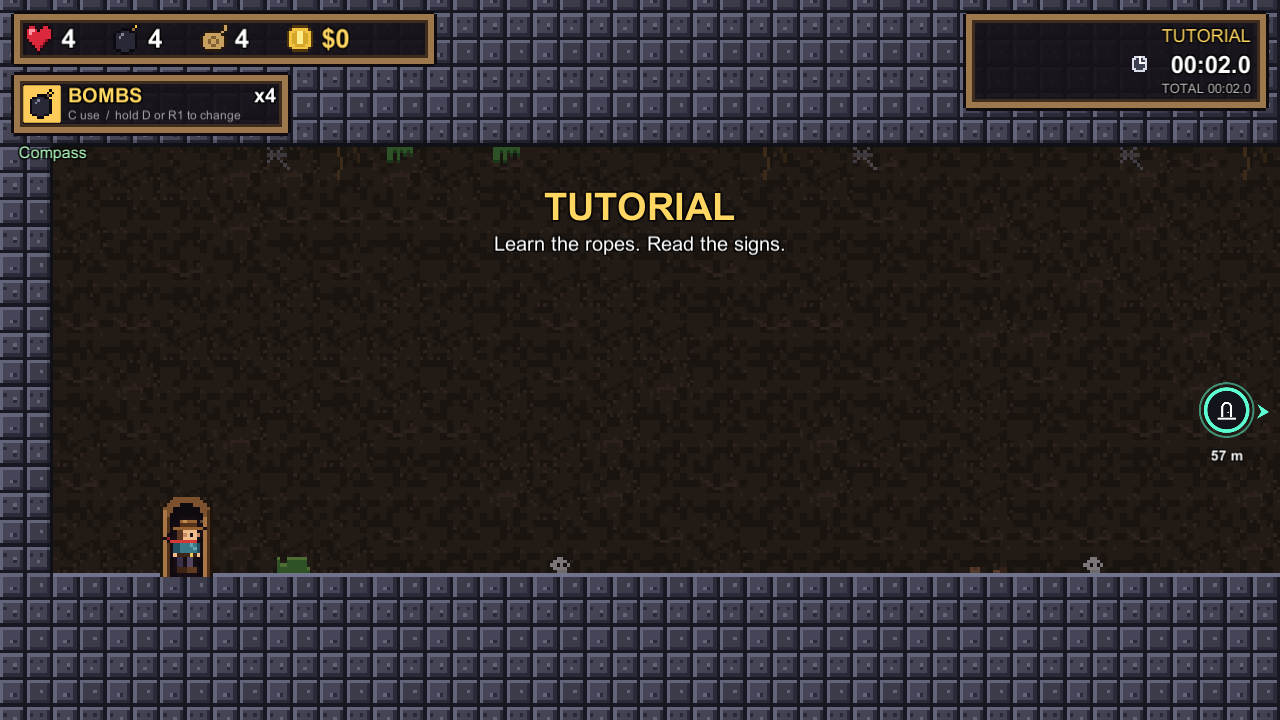 4 4 4 $0
BOMBS x4
C use / hold D or R1 to change
Compass
TUTORIAL
00:02.0
TOTAL 00:02.0
TUTORIAL
Learn the ropes. Read the signs.
57 m